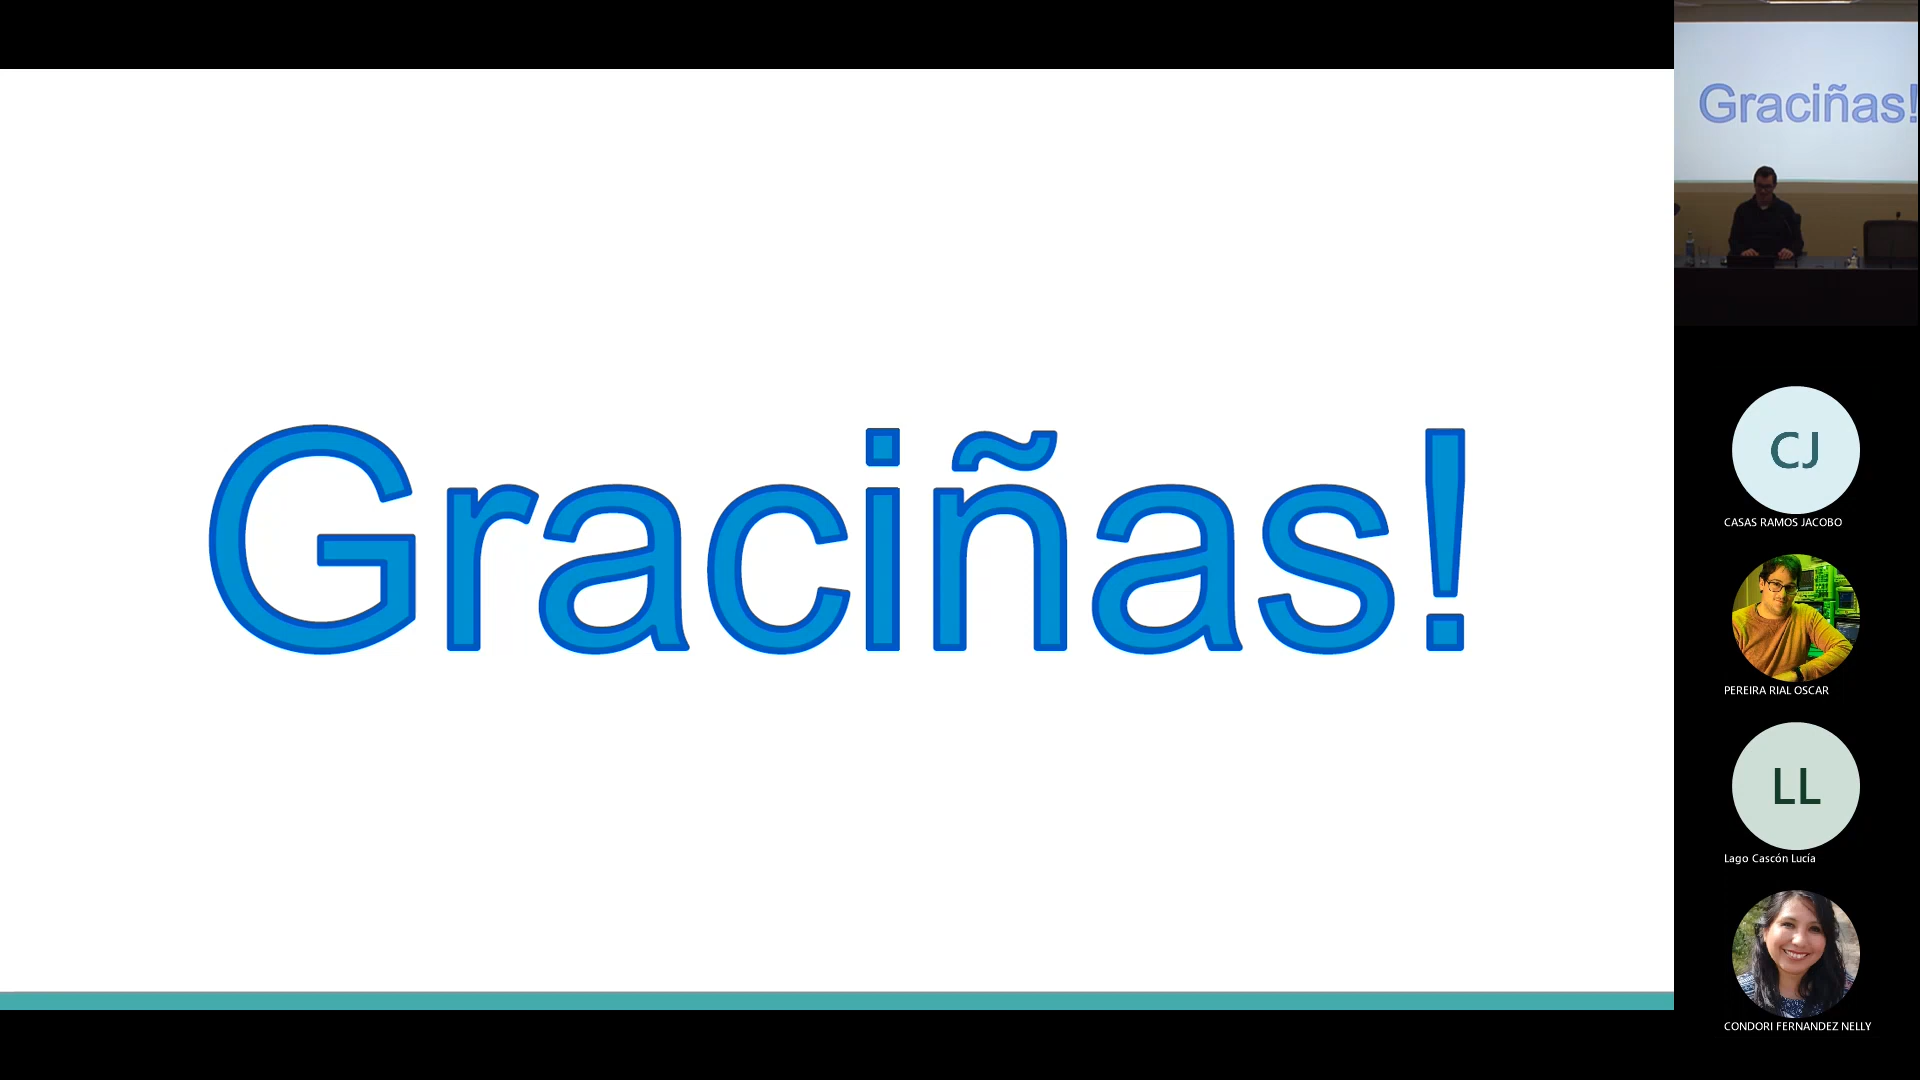 Graciñas!
Graciñas!
CJ
CASAS RAMOS JACOBO
PEREIRA RIAL OSCAR
LL
Lago Cascón Lucía
CONDORI FERNANDEZ NELLY